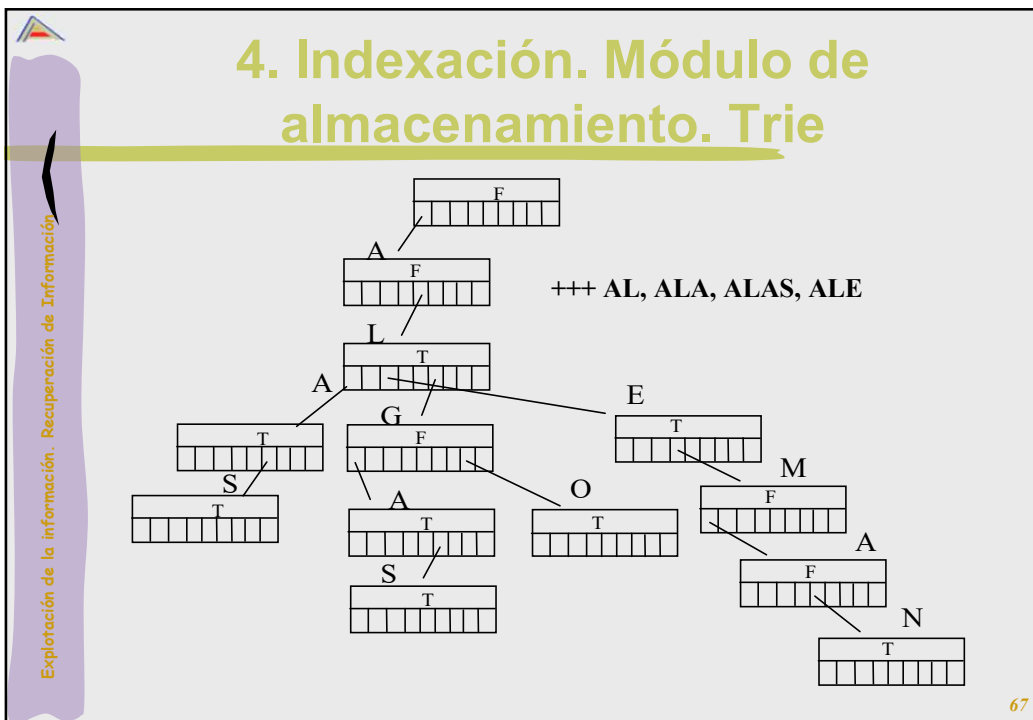 4. Indexación. Módulo de
almacenamiento. Trie
Explotación de la información. Recuperación de Información
F
A
F
+++ AL, ALA, ALAS, ALE
L
T
A
E
G
T
T
F
S
M
A
O
T
F
T
T
A
S
F
T
N
T
67